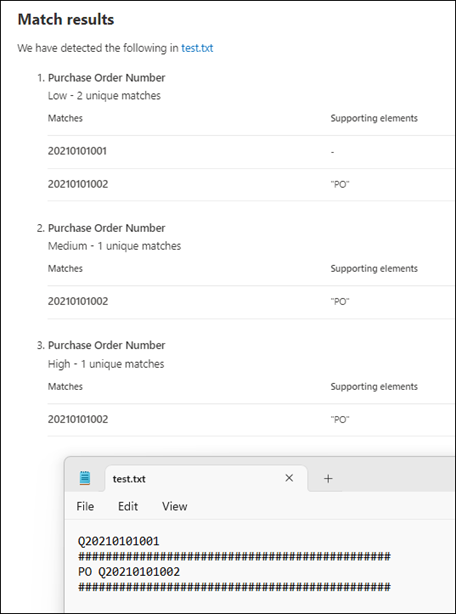 Match results
We have detected the following in test.txt
1. Purchase Order Number
Low - 2 unique matches
Matches Supporting elements
20210101001 -
20210101002 "PO"
2. Purchase Order Number
Medium - 1 unique matches
Matches Supporting elements
20210101002 "PO"
3. Purchase Order Number
High - 1 unique matches
Matches Supporting elements
20210101002 "PO"
test.txt
File Edit View
Q20210101001
##############################################
PO Q20210101002
##############################################